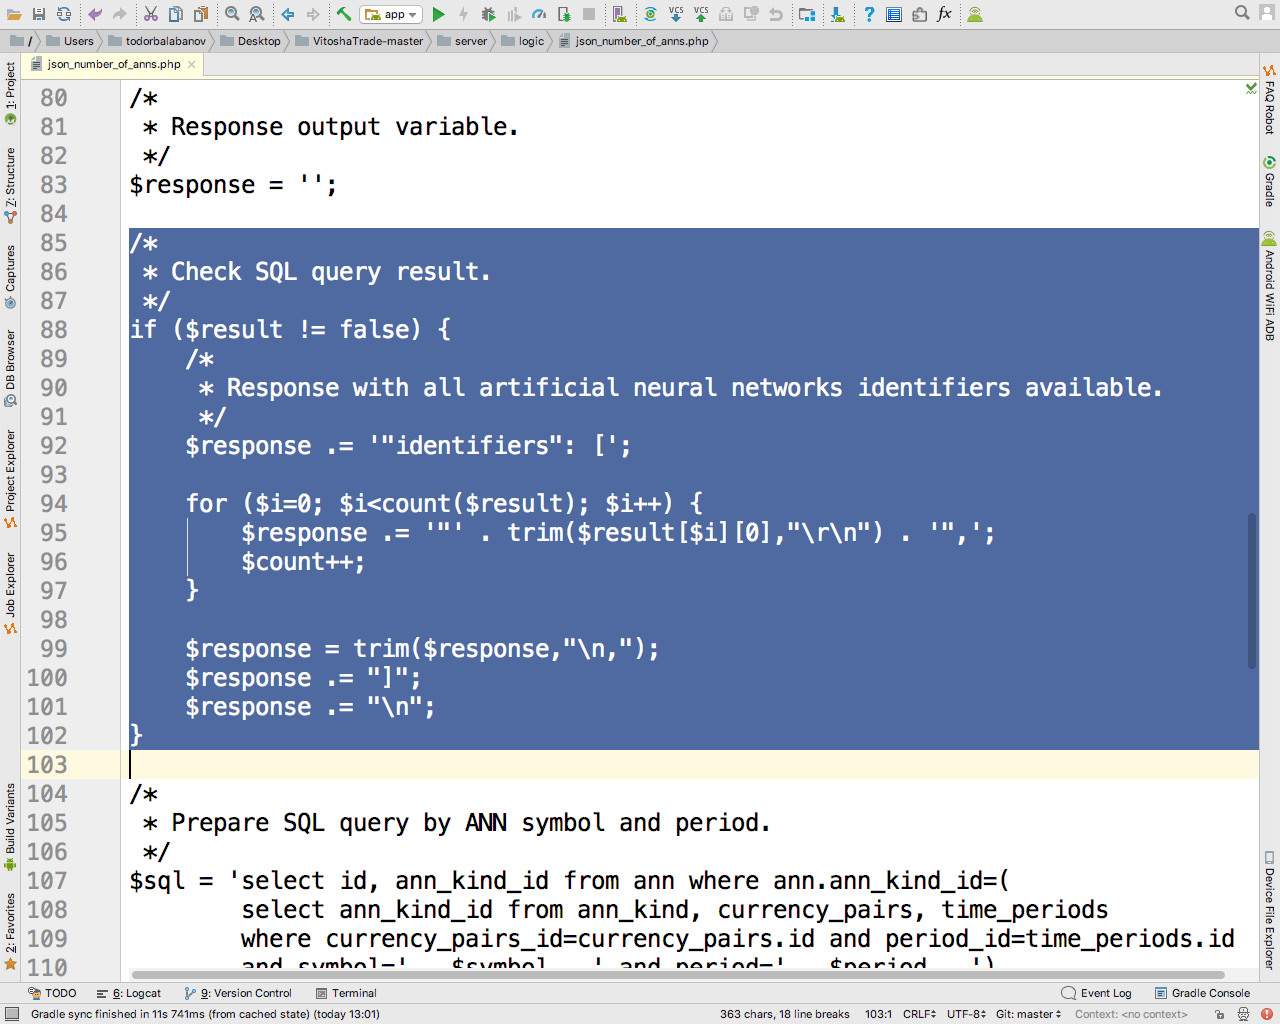 app
/ Users todorbalabanov Desktop VitoshaTrade-master server logic json_number_of_anns.php
json_number_of_anns.php
1: Project
7: Structure
Captures
DB Browser
Project Explorer
Job Explorer
Build Variants
2: Favorites
80 /*
81  * Response output variable.
82  */
83 $response = '';
84
85 /*
86  * Check SQL query result.
87  */
88 if ($result != false) {
89     /*
90      * Response with all artificial neural networks identifiers available.
91      */
92     $response .= '"identifiers": [';
93
94     for ($i=0; $i<count($result); $i++) {
95         $response .= '"' . trim($result[$i][0],"\r\n") . '",';
96         $count++;
97     }
98
99     $response = trim($response,"\n,");
100     $response .= "]";
101     $response .= "\n";
102 }
103
104 /*
105  * Prepare SQL query by ANN symbol and period.
106  */
107 $sql = 'select id, ann_kind_id from ann where ann.ann_kind_id=(
108         select ann_kind_id from ann_kind, currency_pairs, time_periods
109         where currency_pairs_id=currency_pairs.id and period_id=time_periods.id
110         and symbol=' . $symbol . ' and period=' . $period . ')
FAQ Robot
Gradle
Android WiFi ADB
Device File Explorer
TODO 6: Logcat 9: Version Control Terminal Event Log Gradle Console
Gradle sync finished in 11s 741ms (from cached state) (today 13:01) 363 chars, 18 line breaks 103:1 CRLF UTF-8 Git: master Context: <no context>